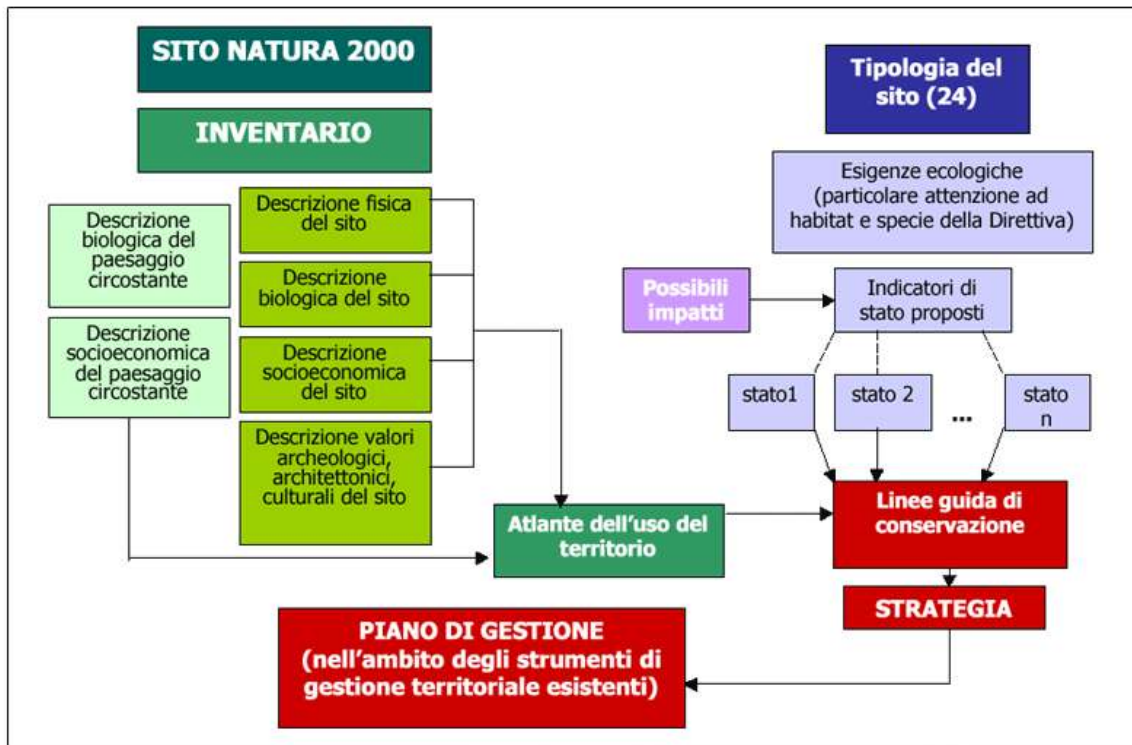 SITO NATURA 2000
INVENTARIO
Descrizione
biologica del
paesaggio
circostante
Descrizione
socioeconomica
del paesaggio
circostante
Descrizione fisica
del sito
Descrizione
biologica del sito
Descrizione
socioeconomica
del sito
Descrizione valori
archeologici,
architettonici,
culturali del sito
Tipologia del
sito (24)
Esigenze ecologiche
(particolare attenzione ad
habitat e specie della Direttiva)
Possibili
impatti
Indicatori di
stato proposti
stato1
stato 2
...
stato
n
Atlante dell'uso del
territorio
Linee guida di
conservazione
STRATEGIA
PIANO DI GESTIONE
(nell'ambito degli strumenti di
gestione territoriale esistenti)